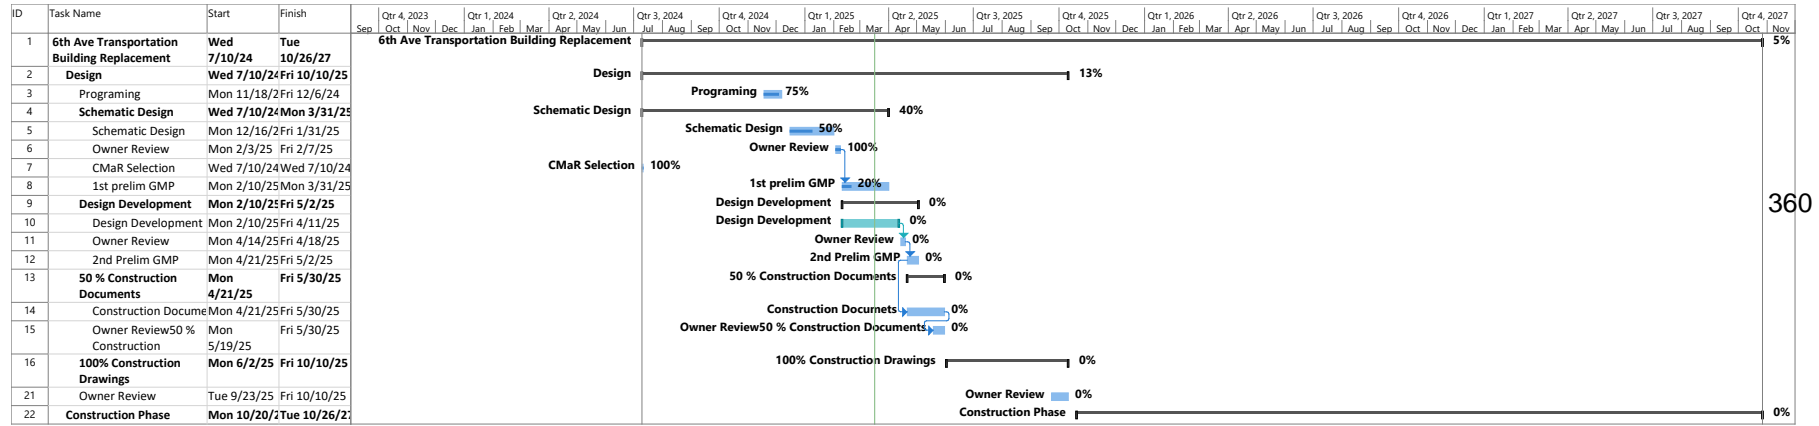 ID Task Name Start Finish
Qtr 4, 2023 Qtr 1, 2024 Qtr 2, 2024 Qtr 3, 2024 Qtr 4, 2024 Qtr 1, 2025 Qtr 2, 2025 Qtr 3, 2025 Qtr 4, 2025 Qtr 1, 2026 Qtr 2, 2026 Qtr 3, 2026 Qtr 4, 2026 Qtr 1, 2027 Qtr 2, 2027 Qtr 3, 2027 Qtr 4, 2027
Sep Oct Nov Dec Jan Feb Mar Apr May Jun Jul Aug Sep Oct Nov Dec Jan Feb Mar Apr May Jun Jul Aug Sep Oct Nov Dec Jan Feb Mar Apr May Jun Jul Aug Sep Oct Nov Dec Jan Feb Mar Apr May Jun Jul Aug Sep Oct Nov
1 6th Ave Transportation Wed Tue 6th Ave Transportation Building Replacement 5%
Building Replacement 7/10/24 10/26/27
2 Design Wed 7/10/24 Fri 10/10/25 Design 13%
3 Programing Mon 11/18/2 Fri 12/6/24 Programing 75%
4 Schematic Design Wed 7/10/24 Mon 3/31/25 Schematic Design 40%
5 Schematic Design Mon 12/16/2 Fri 1/31/25 Schematic Design 50%
6 Owner Review Mon 2/3/25 Fri 2/7/25 Owner Review 100%
7 CMaR Selection Wed 7/10/24 Wed 7/10/24 CMaR Selection 100%
8 1st prelim GMP Mon 2/10/25 Mon 3/31/25 1st prelim GMP 20%
9 Design Development Mon 2/10/25 Fri 5/2/25 Design Development 0%
360
10 Design Development Mon 2/10/25 Fri 4/11/25 Design Development 0%
11 Owner Review Mon 4/14/25 Fri 4/18/25 Owner Review 0%
12 2nd Prelim GMP Mon 4/21/25 Fri 5/2/25 2nd Prelim GMP 0%
13 50 % Construction Mon Fri 5/30/25 50 % Construction Documents 0%
Documents 4/21/25
14 Construction Docume Mon 4/21/25 Fri 5/30/25 Construction Documets 0%
15 Owner Review50 % Mon Fri 5/30/25 Owner Review50 % Construction Documents 0%
Construction 5/19/25
16 100% Construction Mon 6/2/25 Fri 10/10/25 100% Construction Drawings 0%
Drawings
21 Owner Review Tue 9/23/25 Fri 10/10/25 Owner Review 0%
22 Construction Phase Mon 10/20/2 Tue 10/26/27 Construction Phase 0%